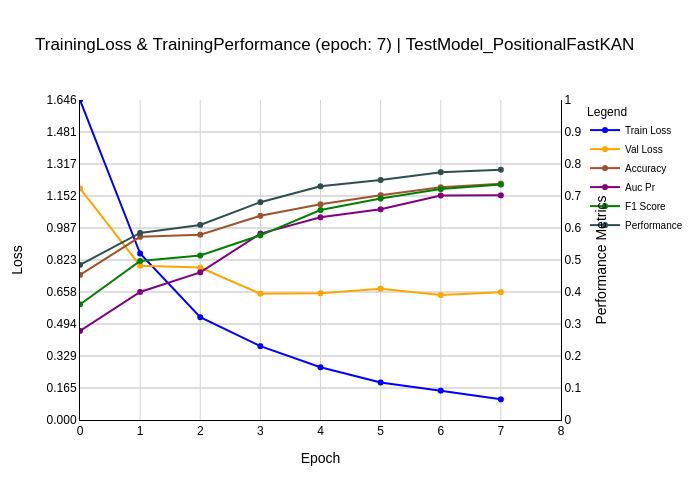 TrainingLoss & TrainingPerformance (epoch: 7) | TestModel_PositionalFastKAN
1.646
1.481
1.317
1.152
0.987
0.823
0.658
0.494
0.329
0.165
0.000
Loss
0 1 2 3 4 5 6 7 8
Epoch
1
0.9
0.8
0.7
0.6
0.5
0.4
0.3
0.2
0.1
0
Performance Metrics
Legend
Train Loss
Val Loss
Accuracy
Auc Pr
F1 Score
Performance